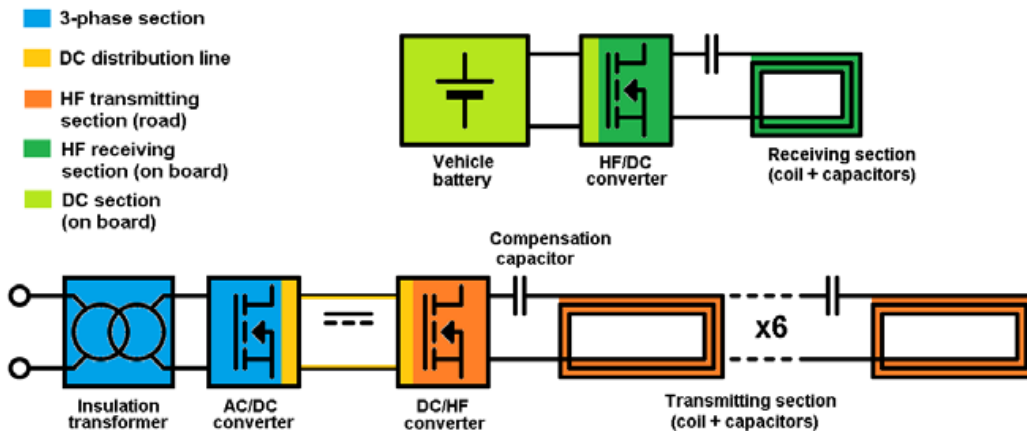 3-phase section
DC distribution line
HF transmitting
section (road)
HF receiving
section (on board)
DC section
(on board)
Vehicle
battery
HF/DC
converter
Receiving section
(coil + capacitors)
Compensation
capacitor
x6
Insulation
transformer
AC/DC
converter
DC/HF
converter
Transmitting section
(coil + capacitors)